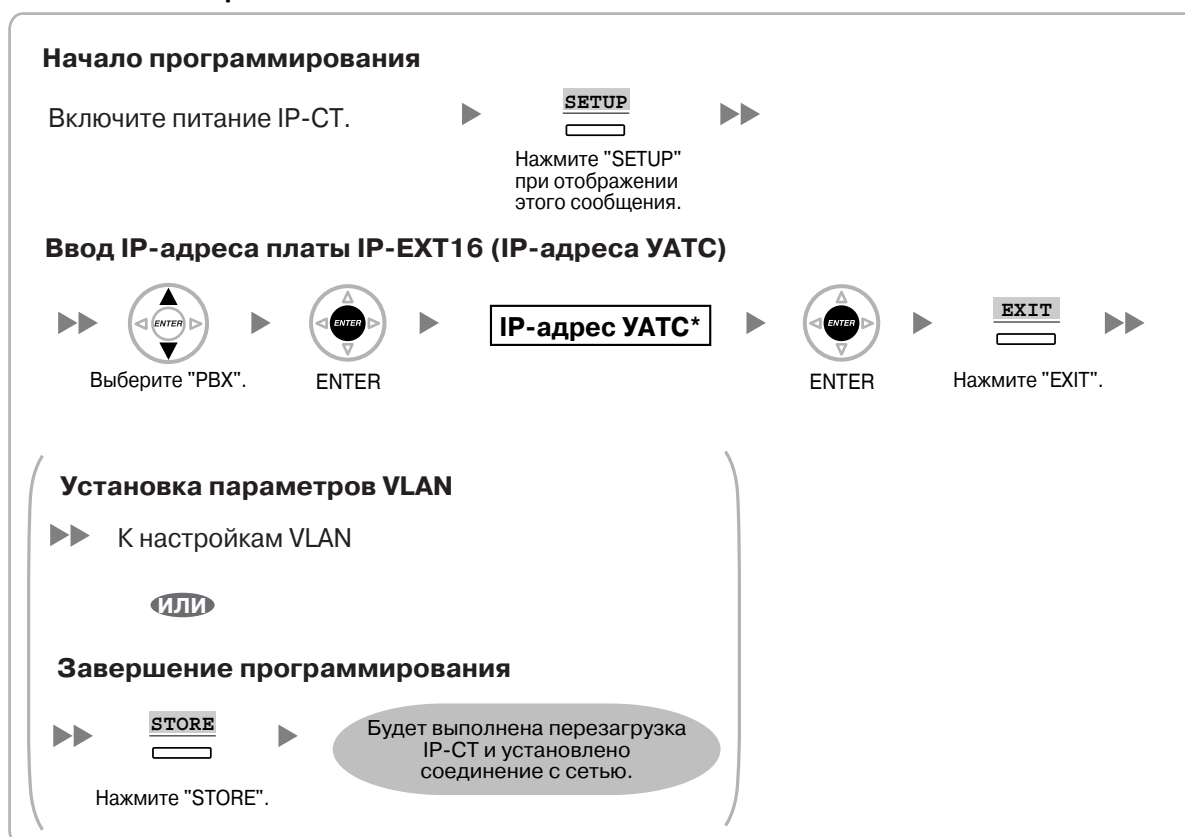 Начало программирования
Включите питание IP-СТ.
SETUP
Нажмите "SETUP"
при отображении
этого сообщения.
Ввод IP-адреса платы IP-EXT16 (IP-адреса УАТС)
ENTER
ENTER
IP-адрес УАТС*
ENTER
EXIT
Выберите "PBX".
ENTER
ENTER
Нажмите "EXIT".
Установка параметров VLAN
К настройкам VLAN
ИЛИ
Завершение программирования
STORE
Будет выполнена перезагрузка
IP-СТ и установлено
соединение с сетью.
Нажмите "STORE".